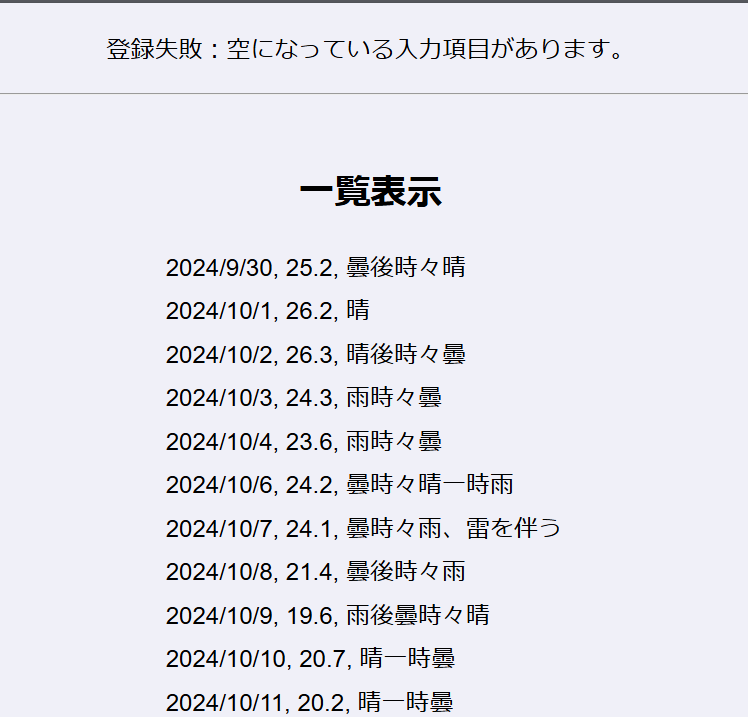 登録失敗：空になっている入力項目があります。
一覧表示
2024/9/30, 25.2, 曇後時々晴
2024/10/1, 26.2, 晴
2024/10/2, 26.3, 晴後時々曇
2024/10/3, 24.3, 雨時々曇
2024/10/4, 23.6, 雨時々曇
2024/10/6, 24.2, 曇時々晴一時雨
2024/10/7, 24.1, 曇時々雨、雷を伴う
2024/10/8, 21.4, 曇後時々雨
2024/10/9, 19.6, 雨後曇時々晴
2024/10/10, 20.7, 晴一時曇
2024/10/11, 20.2, 晴一時曇